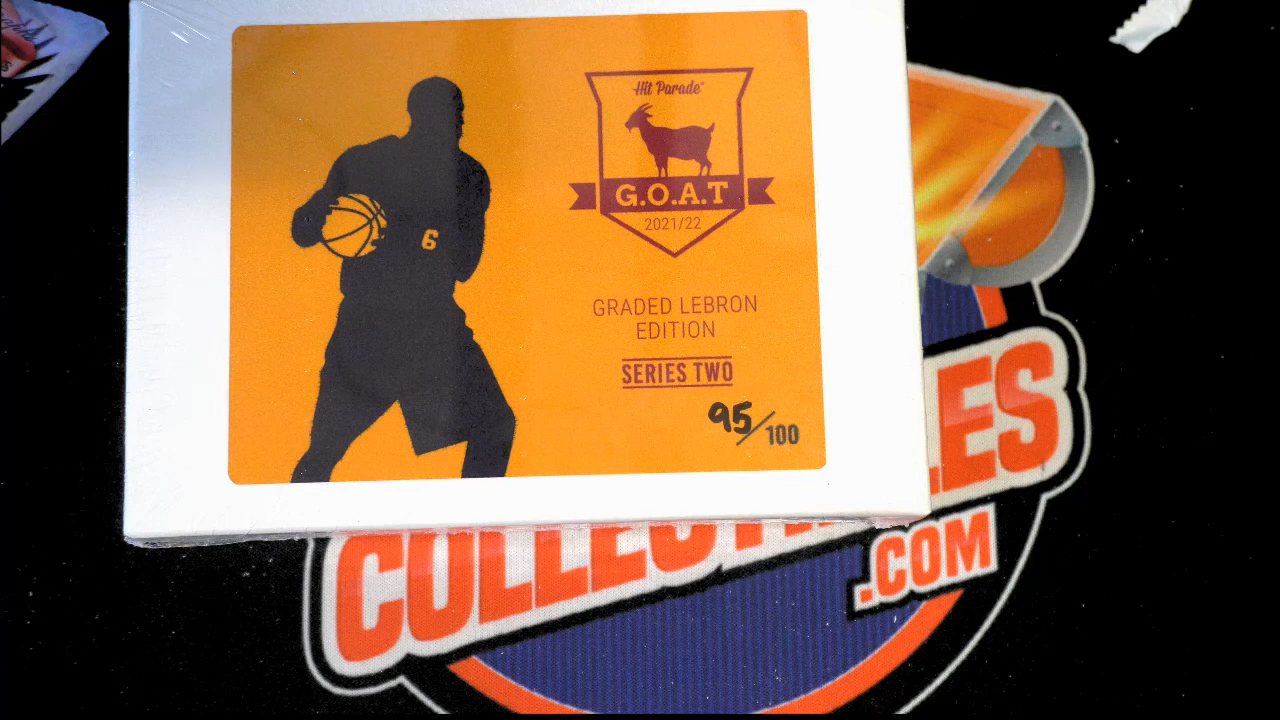 Hit Parade®
G.O.A.T
2021/22
GRADED LEBRON
EDITION
SERIES TWO
95/100
6
.COM